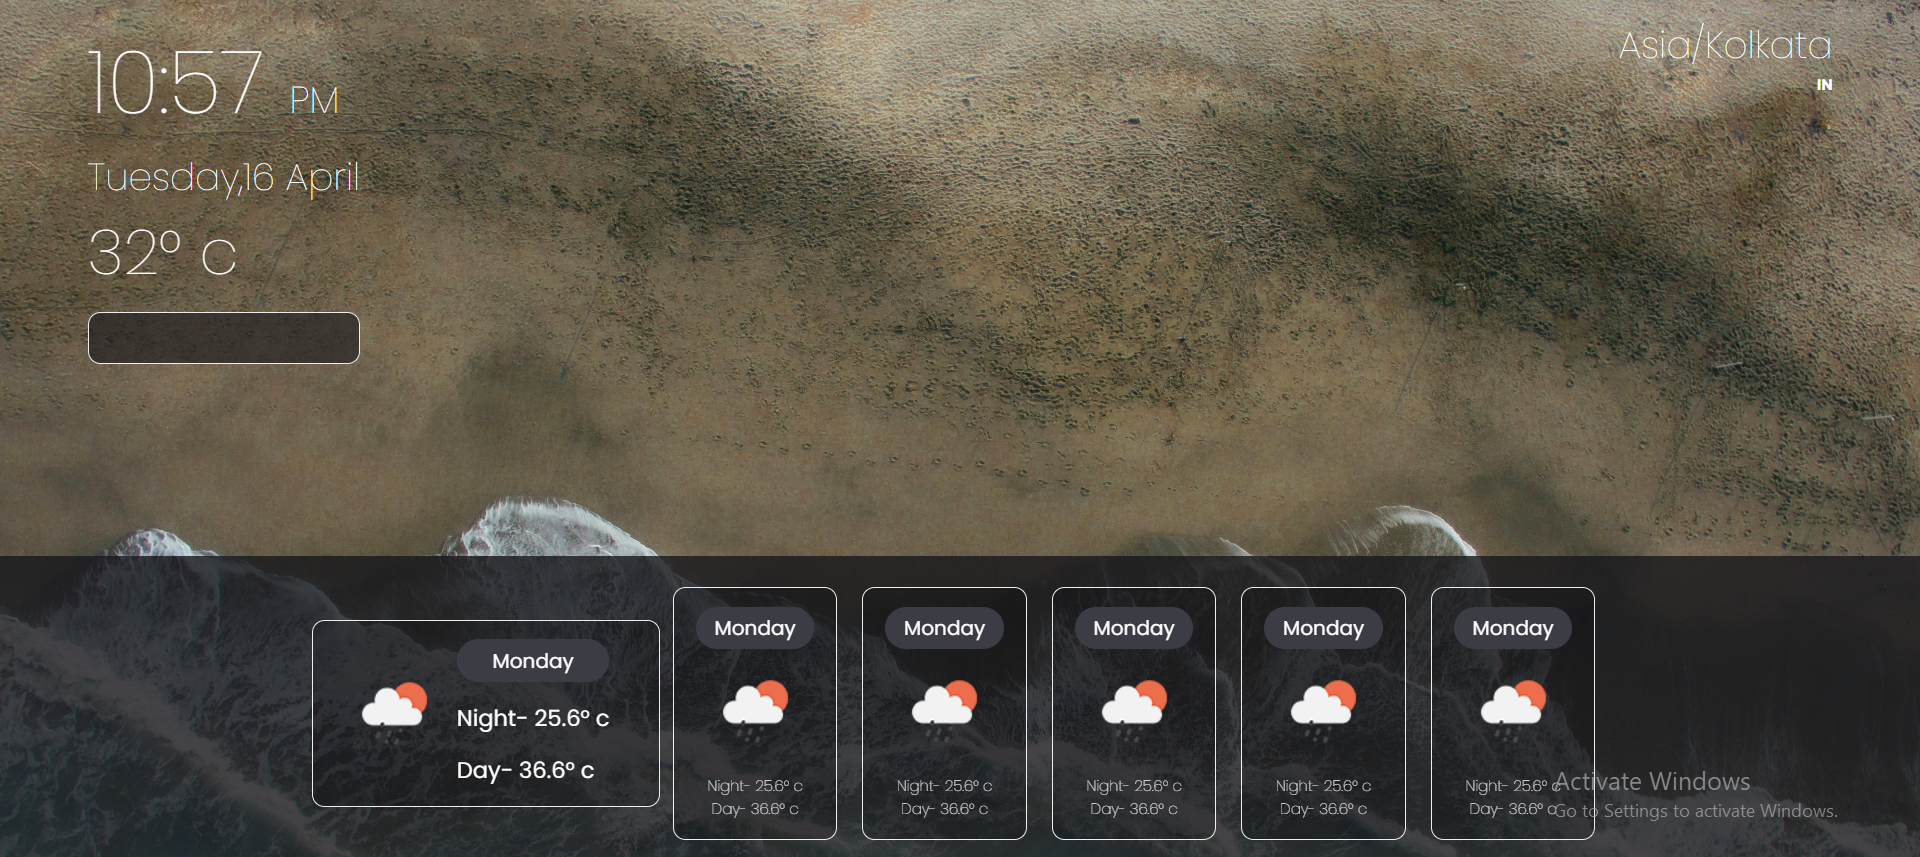 10:57 PM
Asia/Kolkata
IN
Tuesday,16 April
32° c
Monday
Night- 25.6° c
Day- 36.6° c
Monday
Night- 25.6° c
Day- 36.6° c
Monday
Night- 25.6° c
Day- 36.6° c
Monday
Night- 25.6° c
Day- 36.6° c
Monday
Night- 25.6° c
Day- 36.6° c
Monday
Night- 25.6° c
Day- 36.6° c
Activate Windows
Go to Settings to activate Windows.